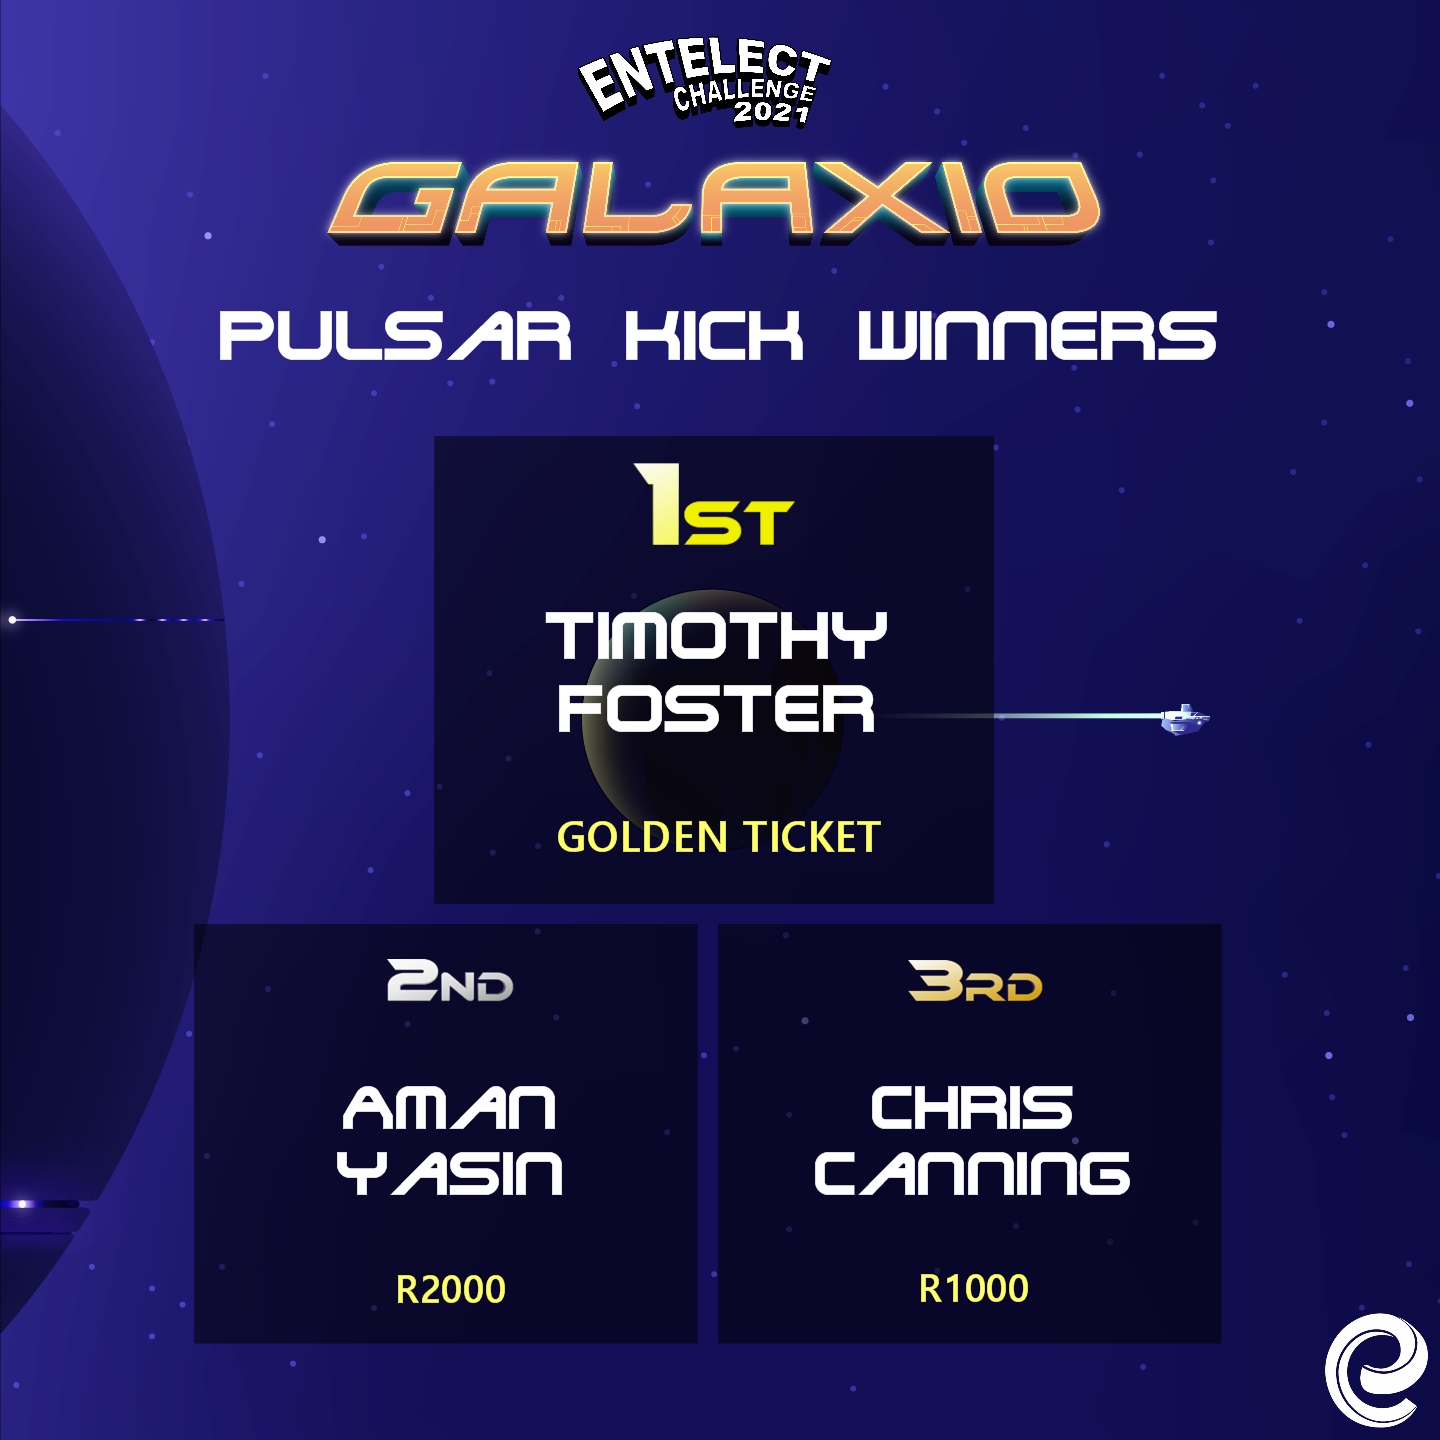 ENTELECT
CHALLENGE
2021
GALAXIO
PULSAR KICK WINNERS
1ST
TIMOTHY
FOSTER
GOLDEN TICKET
2ND
AMAN
YASIN
R2000
3RD
CHRIS
CANNING
R1000